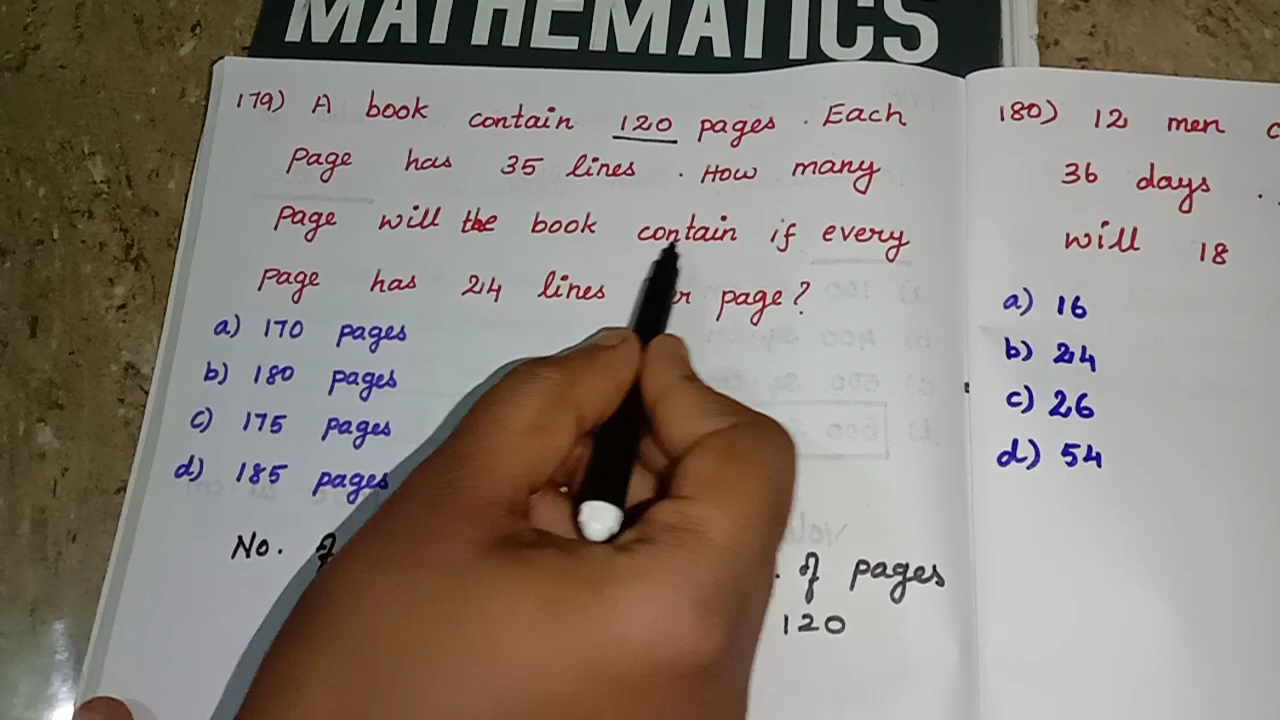 MATHEMATICS
179) A book contain 120 pages. Each
page has 35 lines. How many
page will the book contain if every
page has 24 lines page?
a) 170 pages
b) 180 pages
c) 175 pages
d) 185 pages
No.
of pages
120
180) 12 men
36 days.
will 18
a) 16
b) 24
c) 26
d) 54